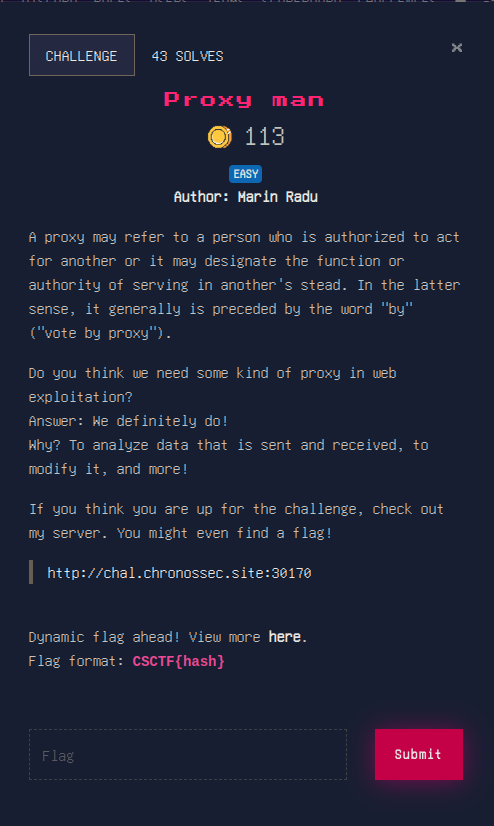 CHALLENGE
43 SOLVES
×
Proxy man
113
EASY
Author: Marin Radu
A proxy may refer to a person who is authorized to act
for another or it may designate the function or
authority of serving in another's stead. In the latter
sense, it generally is preceded by the word "by"
("vote by proxy").
Do you think we need some kind of proxy in web
exploitation?
Answer: We definitely do!
Why? To analyze data that is sent and received, to
modify it, and more!
If you think you are up for the challenge, check out
my server. You might even find a flag!
http://chal.chronossec.site:30170
Dynamic flag ahead! View more here.
Flag format: CSCTF{hash}
Flag
Submit